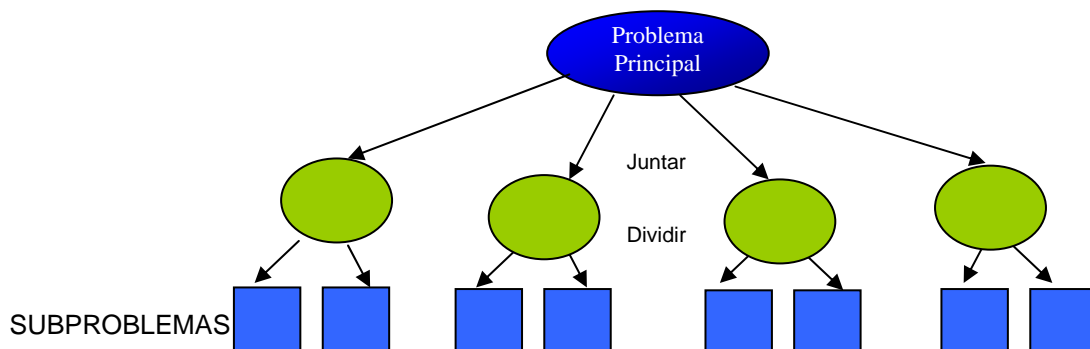 Problema
Principal
Juntar
Dividir
SUBPROBLEMAS